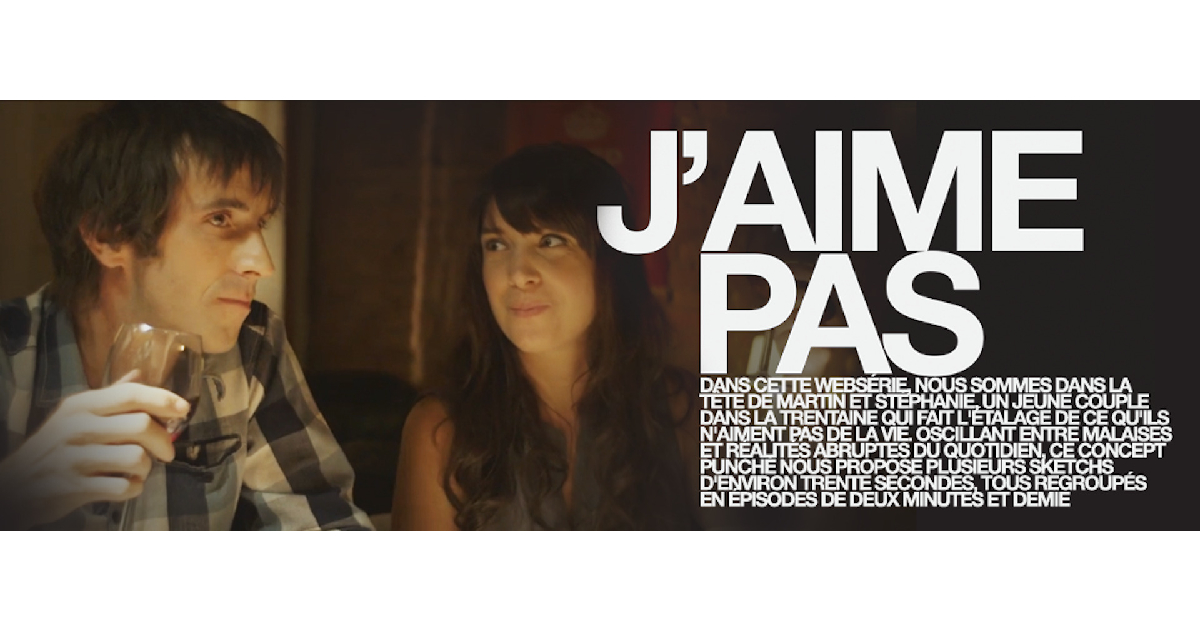 J'AIME
PAS
DANS CETTE WEBSÉRIE, NOUS SOMMES DANS LA
TÊTE DE MARTIN ET STÉPHANIE, UN JEUNE COUPLE
DANS LA TRENTAINE QUI FAIT L'ÉTALAGE DE CE QU'ILS
N'AIMENT PAS DE LA VIE. OSCILLANT ENTRE MALAISES
ET RÉALITÉS ABRUPTES DU QUOTIDIEN, CE CONCEPT
PUNCHÉ NOUS PROPOSE PLUSIEURS SKETCHS
D'ENVIRON TRENTE SECONDES, TOUS REGROUPÉS
EN ÉPISODES DE DEUX MINUTES ET DEMIE